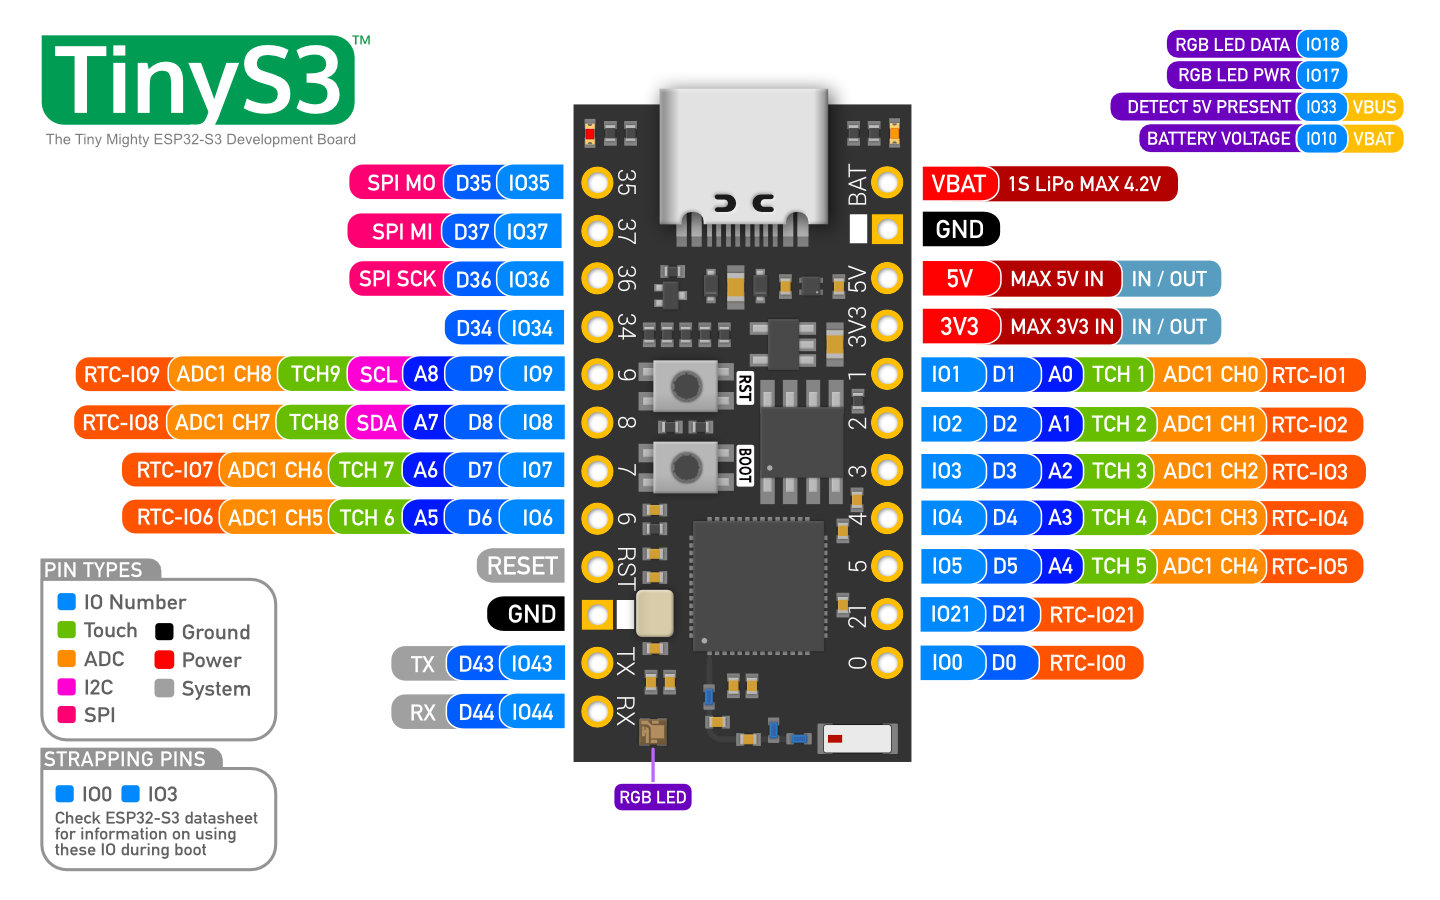 TinyS3™
The Tiny Mighty ESP32-S3 Development Board
RGB LED DATA IO18
RGB LED PWR IO17
DETECT 5V PRESENT IO33 VBUS
BATTERY VOLTAGE IO10 VBAT
SPI MO D35 IO35
SPI MI D37 IO37
SPI SCK D36 IO36
D34 IO34
RTC-IO9 ADC1 CH8 TCH9 SCL A8 D9 IO9
RTC-IO8 ADC1 CH7 TCH8 SDA A7 D8 IO8
RTC-IO7 ADC1 CH6 TCH 7 A6 D7 IO7
RTC-IO6 ADC1 CH5 TCH 6 A5 D6 IO6
RESET
GND
TX D43 IO43
RX D44 IO44
35
37
36
34
9
8
7
6
RST
TX
RX
RST
BOOT
BAT
5V
3V3
1
2
3
4
5
21
0
RGB LED
VBAT 1S LiPo MAX 4.2V
GND
5V MAX 5V IN IN / OUT
3V3 MAX 3V3 IN IN / OUT
IO1 D1 A0 TCH 1 ADC1 CH0 RTC-IO1
IO2 D2 A1 TCH 2 ADC1 CH1 RTC-IO2
IO3 D3 A2 TCH 3 ADC1 CH2 RTC-IO3
IO4 D4 A3 TCH 4 ADC1 CH3 RTC-IO4
IO5 D5 A4 TCH 5 ADC1 CH4 RTC-IO5
IO21 D21 RTC-IO21
IO0 D0 RTC-IO0
PIN TYPES
IO Number
Touch
ADC
I2C
SPI
Ground
Power
System
STRAPPING PINS
IO0 IO3
Check ESP32-S3 datasheet
for information on using
these IO during boot